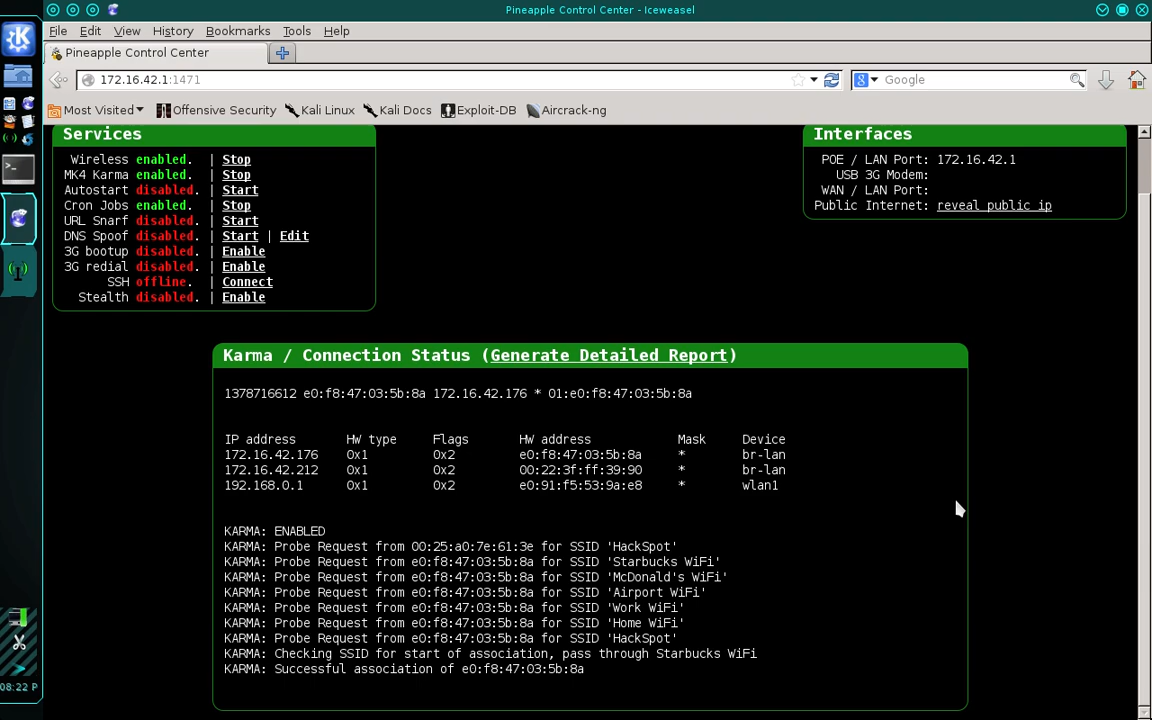 Pineapple Control Center - Iceweasel
File Edit View History Bookmarks Tools Help
Pineapple Control Center
172.16.42.1:1471
Google
Most Visited Offensive Security Kali Linux Kali Docs Exploit-DB Aircrack-ng
Services
Wireless enabled. | Stop
MK4 Karma enabled. | Stop
Autostart disabled. | Start
Cron Jobs enabled. | Stop
URL Snarf disabled. | Start
DNS Spoof disabled. | Start | Edit
3G bootup disabled. | Enable
3G redial disabled. | Enable
SSH offline. | Connect
Stealth disabled. | Enable
Interfaces
POE / LAN Port: 172.16.42.1
USB 3G Modem:
WAN / LAN Port:
Public Internet: reveal public ip
Karma / Connection Status (Generate Detailed Report)
1378716612 e0:f8:47:03:5b:8a 172.16.42.176 * 01:e0:f8:47:03:5b:8a
IP address HW type Flags HW address Mask Device
172.16.42.176 0x1 0x2 e0:f8:47:03:5b:8a * br-lan
172.16.42.212 0x1 0x2 00:22:3f:ff:39:90 * br-lan
192.168.0.1 0x1 0x2 e0:91:f5:53:9a:e8 * wlan1
KARMA: ENABLED
KARMA: Probe Request from 00:25:a0:7e:61:3e for SSID 'HackSpot'
KARMA: Probe Request from e0:f8:47:03:5b:8a for SSID 'Starbucks WiFi'
KARMA: Probe Request from e0:f8:47:03:5b:8a for SSID 'McDonald's WiFi'
KARMA: Probe Request from e0:f8:47:03:5b:8a for SSID 'Airport WiFi'
KARMA: Probe Request from e0:f8:47:03:5b:8a for SSID 'Work WiFi'
KARMA: Probe Request from e0:f8:47:03:5b:8a for SSID 'Home WiFi'
KARMA: Probe Request from e0:f8:47:03:5b:8a for SSID 'HackSpot'
KARMA: Checking SSID for start of association, pass through Starbucks WiFi
KARMA: Successful association of e0:f8:47:03:5b:8a
08:22 P